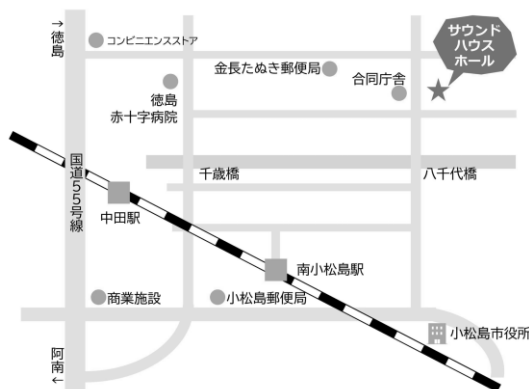 →徳島
コンビニエンスストア
サウンド
ハウス
ホール
金長たぬき郵便局
合同庁舎
徳島
赤十字病院
国道55号線
千歳橋
八千代橋
中田駅
南小松島駅
商業施設
小松島郵便局
小松島市役所
阿南←